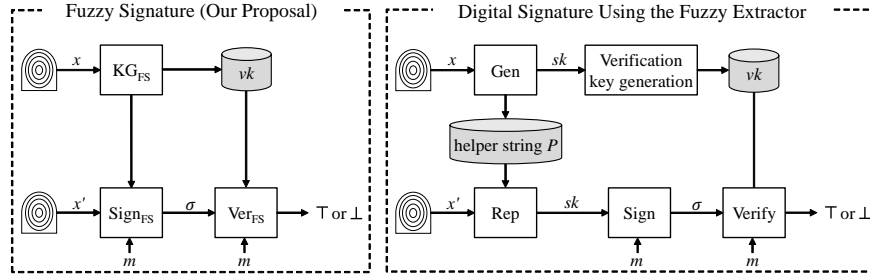 Fuzzy Signature (Our Proposal)
x
KG_FS
vk
x'
Sign_FS
σ
Ver_FS
⊤ or ⊥
m
m
Digital Signature Using the Fuzzy Extractor
x
Gen
sk
Verification
key generation
vk
helper string P
x'
Rep
sk
Sign
σ
Verify
⊤ or ⊥
m
m